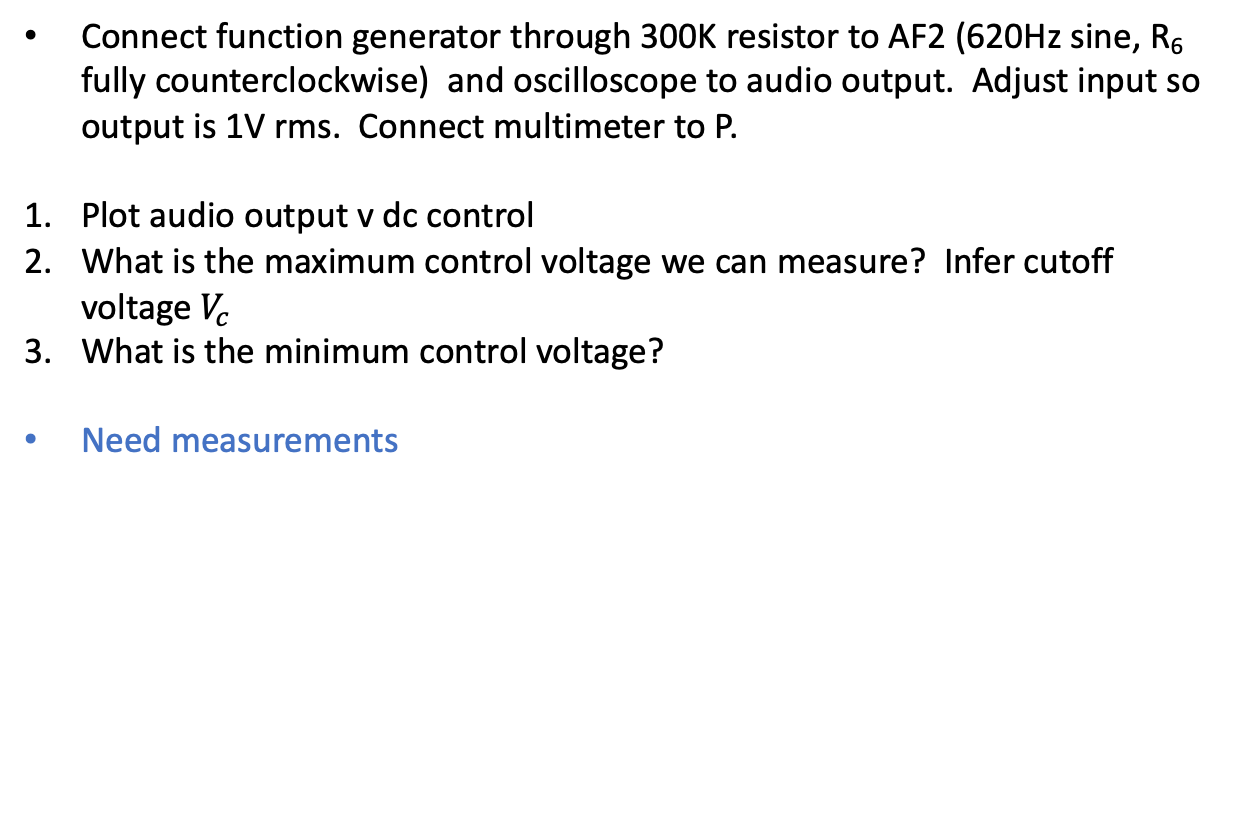 • Connect function generator through 300K resistor to AF2 (620Hz sine, R₆
fully counterclockwise)  and oscilloscope to audio output.  Adjust input so
output is 1V rms.  Connect multimeter to P.
1. Plot audio output v dc control
2. What is the maximum control voltage we can measure?  Infer cutoff
voltage V_c
3. What is the minimum control voltage?
• Need measurements